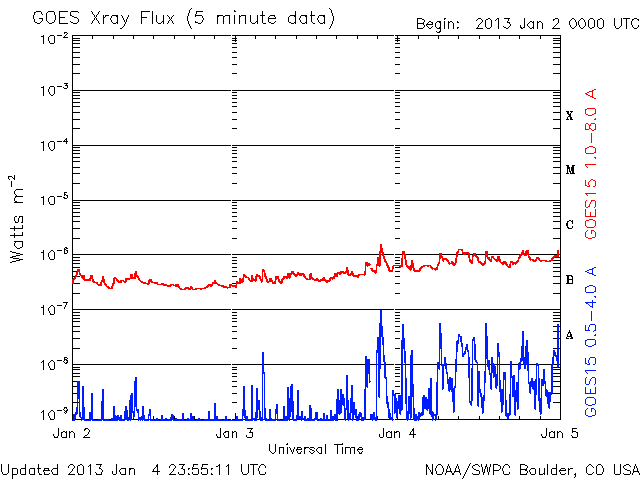 GOES Xray Flux (5 minute data)
Begin: 2013 Jan 2 0000 UTC
10⁻²
10⁻³
10⁻⁴
10⁻⁵
10⁻⁶
10⁻⁷
10⁻⁸
10⁻⁹
Watts m⁻²
X
M
C
B
A
GOES15 1.0-8.0 A
GOES15 0.5-4.0 A
Jan 2
Jan 3
Jan 4
Jan 5
Universal Time
Updated 2013 Jan 4 23:55:11 UTC
NOAA/SWPC Boulder, CO USA